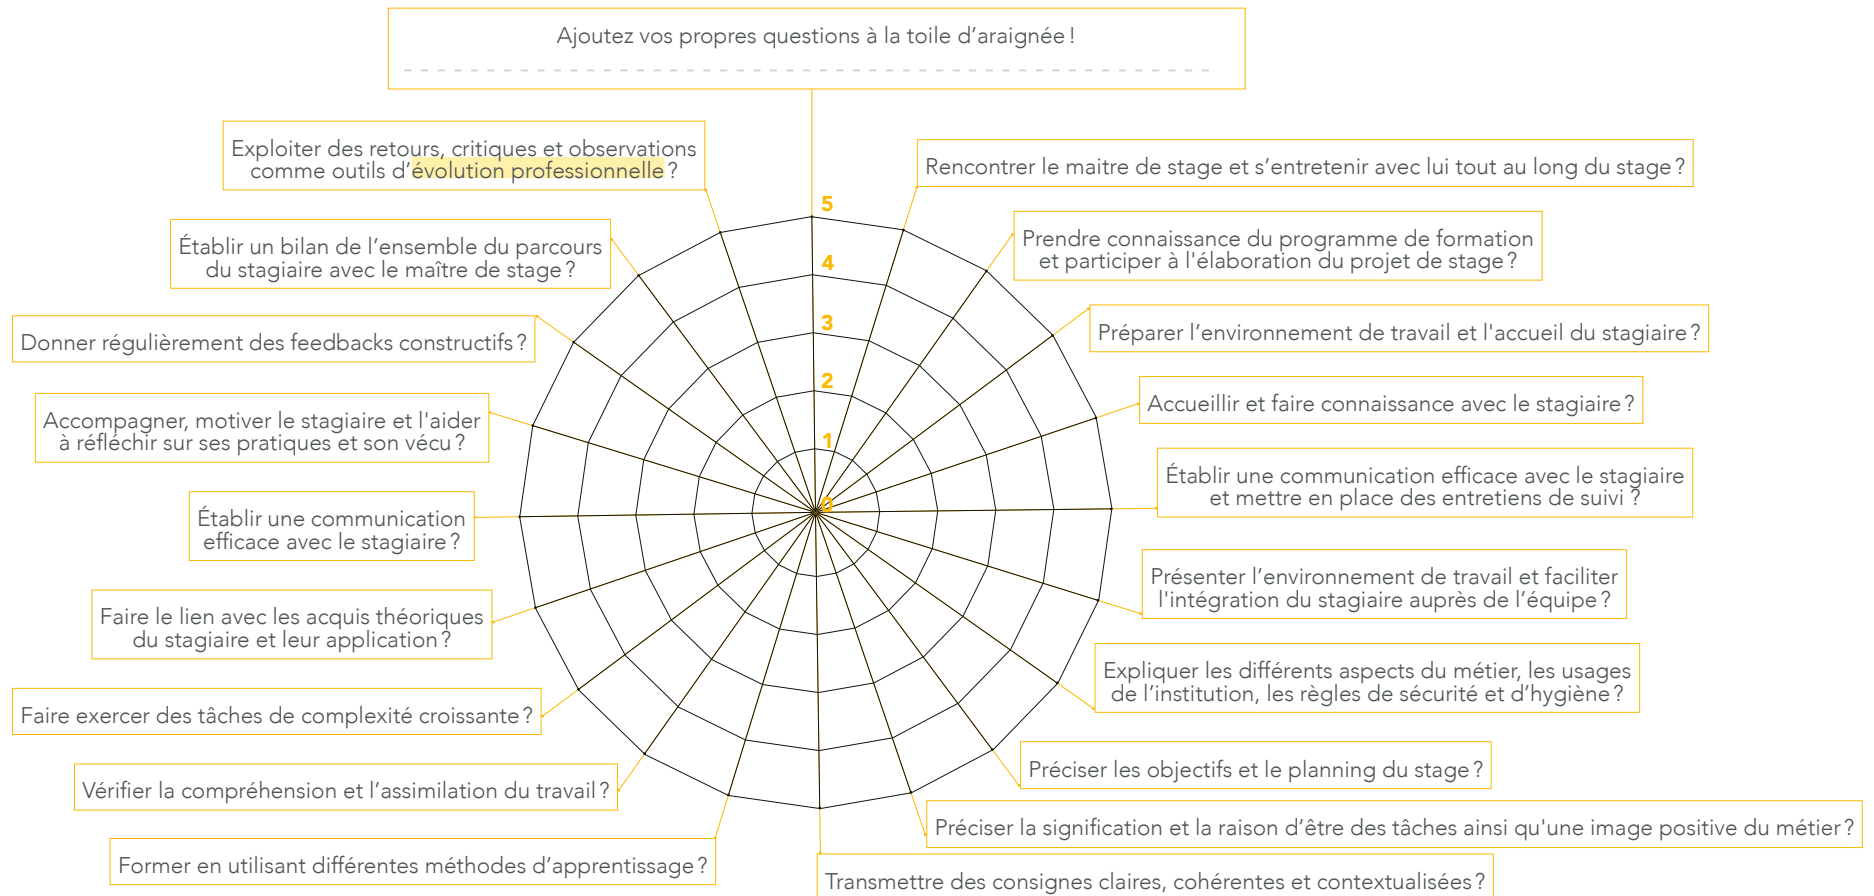 Ajoutez vos propres questions à la toile d’araignée !
Exploiter des retours, critiques et observations
comme outils d’évolution professionnelle ?
Rencontrer le maitre de stage et s’entretenir avec lui tout au long du stage ?
Établir un bilan de l’ensemble du parcours
du stagiaire avec le maître de stage ?
Prendre connaissance du programme de formation
et participer à l'élaboration du projet de stage ?
Donner régulièrement des feedbacks constructifs ?
Préparer l’environnement de travail et l'accueil du stagiaire ?
Accompagner, motiver le stagiaire et l'aider
à réfléchir sur ses pratiques et son vécu ?
Accueillir et faire connaissance avec le stagiaire ?
Établir une communication
efficace avec le stagiaire ?
Établir une communication efficace avec le stagiaire
et mettre en place des entretiens de suivi ?
Faire le lien avec les acquis théoriques
du stagiaire et leur application ?
Présenter l’environnement de travail et faciliter
l'intégration du stagiaire auprès de l’équipe ?
Faire exercer des tâches de complexité croissante ?
Expliquer les différents aspects du métier, les usages
de l’institution, les règles de sécurité et d’hygiène ?
Vérifier la compréhension et l’assimilation du travail ?
Préciser les objectifs et le planning du stage ?
Former en utilisant différentes méthodes d’apprentissage ?
Préciser la signification et la raison d’être des tâches ainsi qu'une image positive du métier ?
Transmettre des consignes claires, cohérentes et contextualisées ?
5
4
3
2
1
0